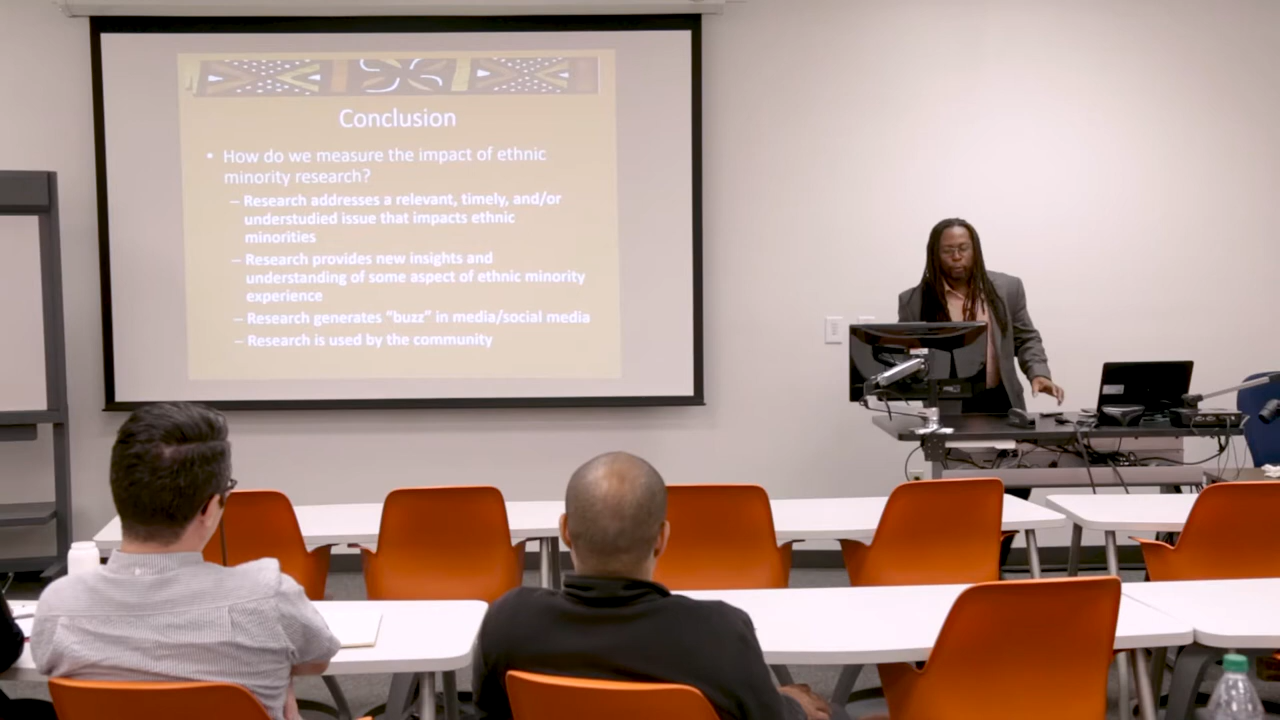 Conclusion
• How do we measure the impact of ethnic
minority research?
– Research addresses a relevant, timely, and/or
understudied issue that impacts ethnic
minorities
– Research provides new insights and
understanding of some aspect of ethnic minority
experience
– Research generates “buzz” in media/social media
– Research is used by the community